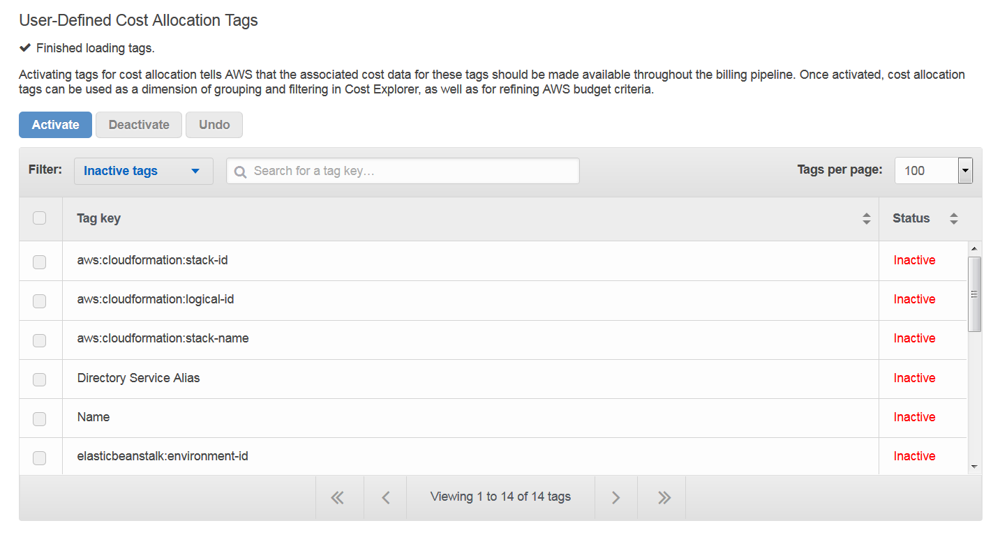 User-Defined Cost Allocation Tags
Finished loading tags.
Activating tags for cost allocation tells AWS that the associated cost data for these tags should be made available throughout the billing pipeline. Once activated, cost allocation
tags can be used as a dimension of grouping and filtering in Cost Explorer, as well as for refining AWS budget criteria.
Activate Deactivate Undo
Filter: Inactive tags Search for a tag key... Tags per page: 100
Tag key Status
aws:cloudformation:stack-id Inactive
aws:cloudformation:logical-id Inactive
aws:cloudformation:stack-name Inactive
Directory Service Alias Inactive
Name Inactive
elasticbeanstalk:environment-id Inactive
Viewing 1 to 14 of 14 tags